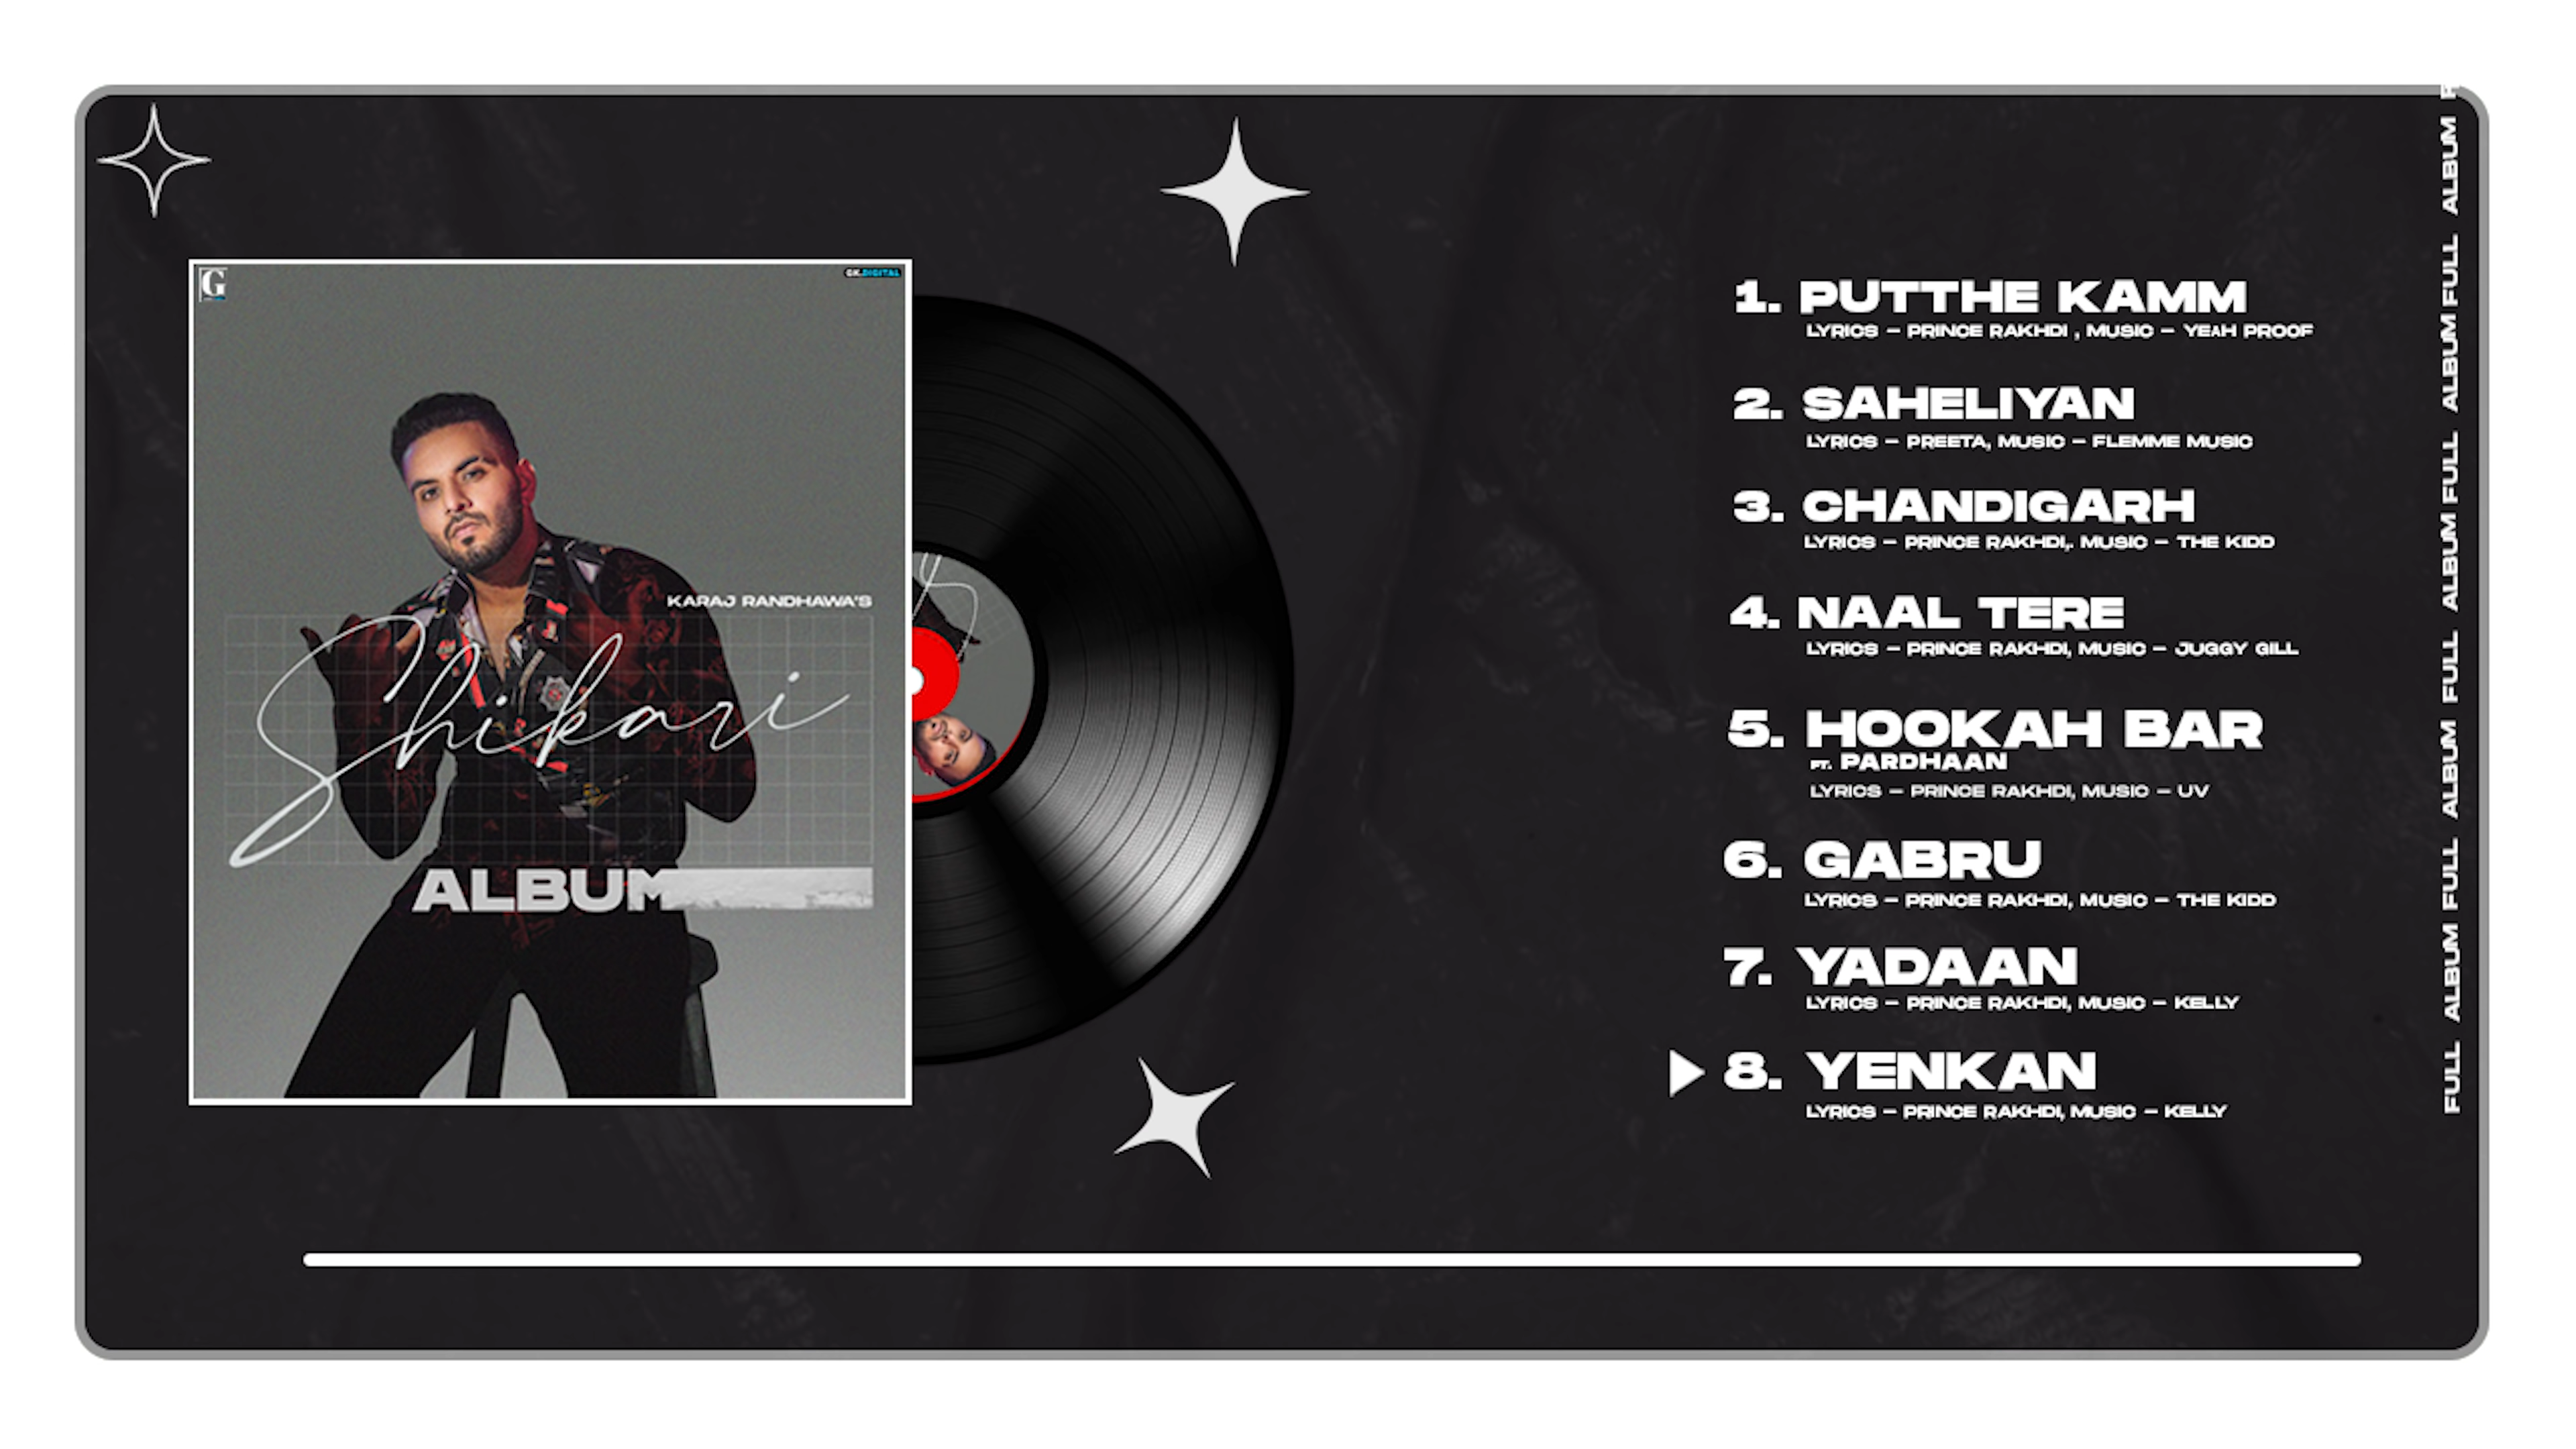 G
GK.DIGITAL
KARAJ RANDHAWA'S
Shikari
ALBUM
1. PUTTHE KAMM
LYRICS – PRINCE RAKHDI , MUSIC – YEAH PROOF
2. SAHELIYAN
LYRICS – PREETA, MUSIC – FLEMME MUSIC
3. CHANDIGARH
LYRICS – PRINCE RAKHDI,. MUSIC – THE KIDD
4. NAAL TERE
LYRICS – PRINCE RAKHDI, MUSIC – JUGGY GILL
5. HOOKAH BAR
FT. PARDHAAN
LYRICS – PRINCE RAKHDI, MUSIC – UV
6. GABRU
LYRICS – PRINCE RAKHDI, MUSIC – THE KIDD
7. YADAAN
LYRICS – PRINCE RAKHDI, MUSIC – KELLY
8. YENKAN
LYRICS – PRINCE RAKHDI, MUSIC – KELLY
FULL ALBUM FULL ALBUM FULL ALBUM FULL ALBUM FULL ALBUM